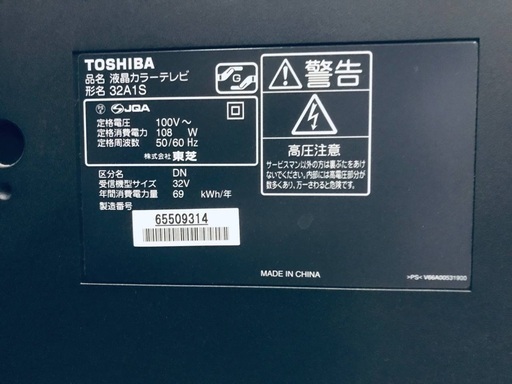 TOSHIBA
品名 液晶カラーテレビ
形名 32A1S
G
JQA
定格電圧 100V～
定格消費電力 108 W
定格周波数 50/60 Hz
株式会社 東芝
区分名 DN
受信機型サイズ 32V
年間消費電力量 69 kWh/年
製造番号
65509314
警告
高圧注意
サービスマン以外の方は裏ぶたをあけ
ないでください。内部には高電圧部分が
数多くあり、万一さわると危険です。
MADE IN CHINA